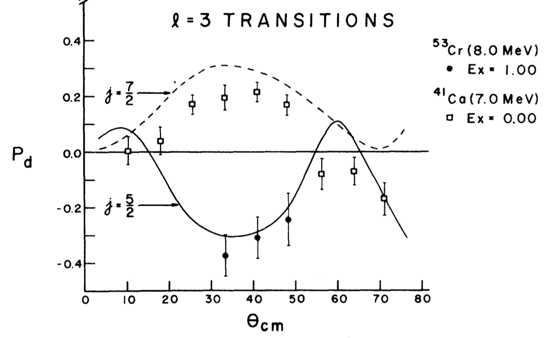 ℓ = 3 TRANSITIONS
⁵³Cr (8.0 MeV)
● Ex = 1.00
⁴¹Ca (7.0 MeV)
□ Ex = 0.00
0.4
j = 7/2
0.2
P_d
0.0
j = 5/2
-0.2
-0.4
0 10 20 30 40 50 60 70 80
θcm